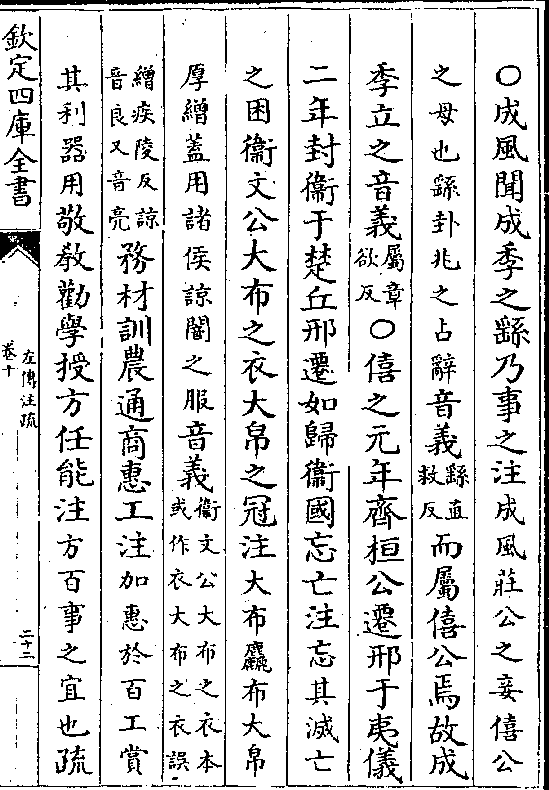 ○成風聞成季之繇乃事之注成風莊公之妾僖公
之母也繇卦兆之占辭音義繇直救反而屬僖公焉故成
季立之音義屬章欲反○僖之元年齊桓公遷邢于夷儀
二年封衞于楚丘邢遷如歸衞國忘亡注忘其滅亡
之困衞文公大布之衣大帛之冠注大布麤布大帛
厚繒蓋用諸侯諒闇之服音義衞文公大布之衣本或作衣大布之衣誤
繒疾陵反諒音良又音亮務材訓農通商惠工注加惠於百工賞
其利器用敬敎勸學授方任能注方百事之宜也疏
欽定四庫全書
左傳注疏
卷十
二十二